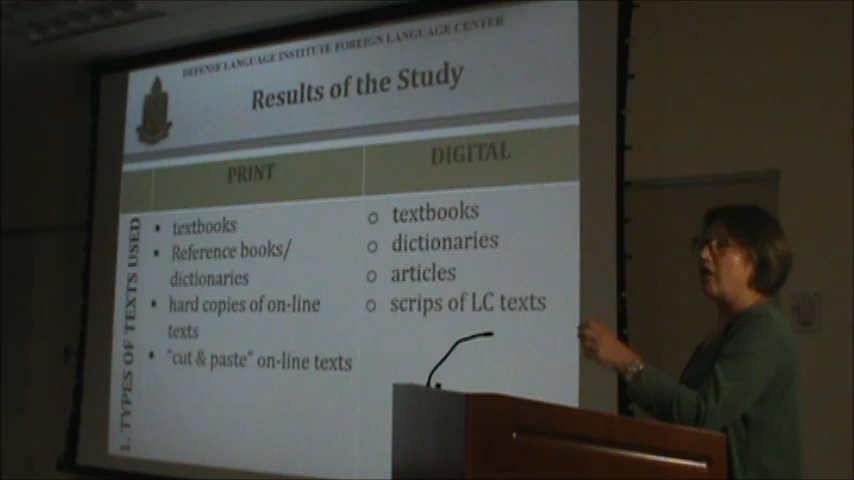 DEFENSE LANGUAGE INSTITUTE FOREIGN LANGUAGE CENTER
Results of the Study
PRINT
DIGITAL
1. TYPES OF TEXTS USED
textbooks
Reference books/
dictionaries
hard copies of on-line
texts
"cut & paste" on-line texts
textbooks
dictionaries
articles
scrips of LC texts